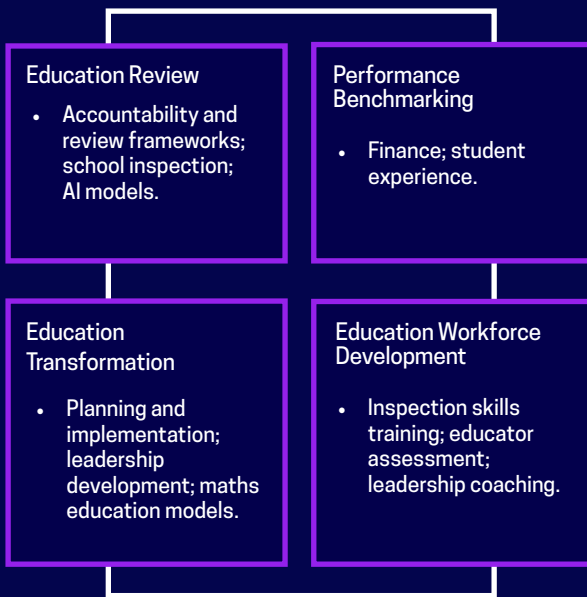 Education Review
• Accountability and
review frameworks;
school inspection;
AI models.
Performance
Benchmarking
• Finance; student
experience.
Education
Transformation
• Planning and
implementation;
leadership
development; maths
education models.
Education Workforce
Development
• Inspection skills
training; educator
assessment;
leadership coaching.